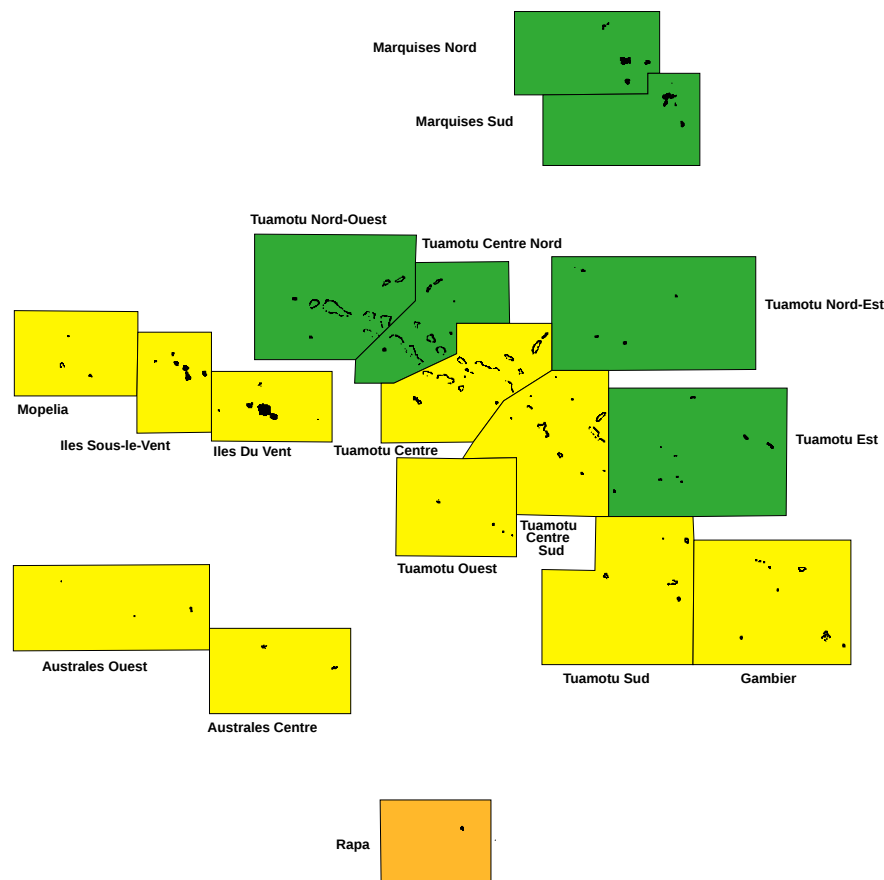 Marquises Nord
Marquises Sud
Tuamotu Nord-Ouest
Tuamotu Centre Nord
Tuamotu Nord-Est
Mopelia
Iles Sous-le-Vent
Iles Du Vent
Tuamotu Centre
Tuamotu Est
Tuamotu
Centre
Sud
Tuamotu Ouest
Australes Ouest
Tuamotu Sud
Gambier
Australes Centre
Rapa